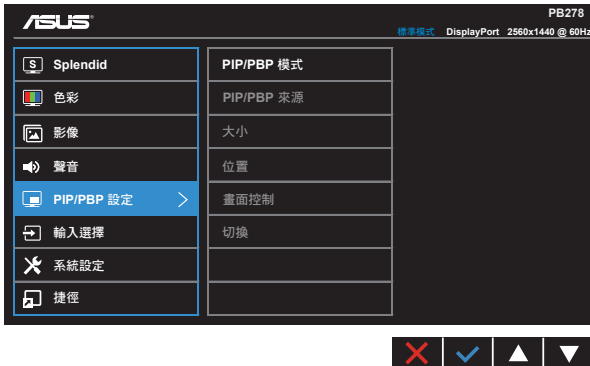 ASUS
PB278
標準模式 DisplayPort 2560x1440 @ 60Hz
S Splendid
色彩
影像
聲音
PIP/PBP 設定
輸入選擇
系統設定
捷徑
PIP/PBP 模式
PIP/PBP 來源
大小
位置
畫面控制
切換